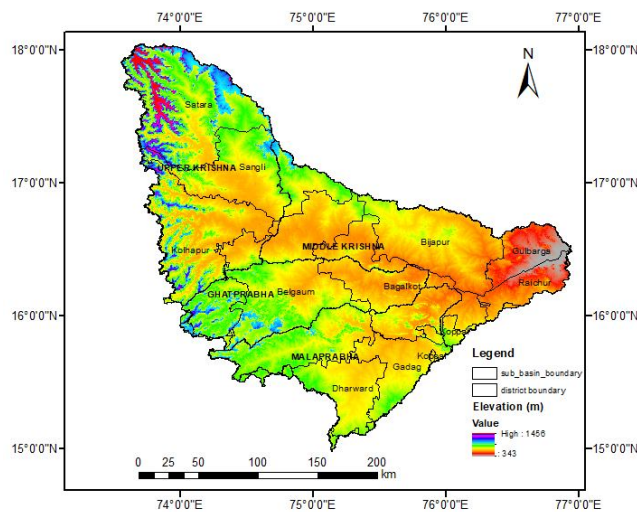 74°0'0"E 75°0'0"E 76°0'0"E 77°0'0"E
18°0'0"N
18°0'0"N
N
Satara
UPPER KRISHNA
Sangli
17°0'0"N
17°0'0"N
Kolhapur
MIDDLE KRISHNA
Bijapur
Gulbarga
Raichur
GHATPRABHA
Belgaum
Bagalkot
16°0'0"N
16°0'0"N
Koppal
MALAPRABHA
Gadag
Dharward
Legend
sub_basin_boundary
district boundary
Elevation (m)
Value
High : 1456
: 343
15°0'0"N
15°0'0"N
0 25 50 100 150 200
km
74°0'0"E 75°0'0"E 76°0'0"E 77°0'0"E